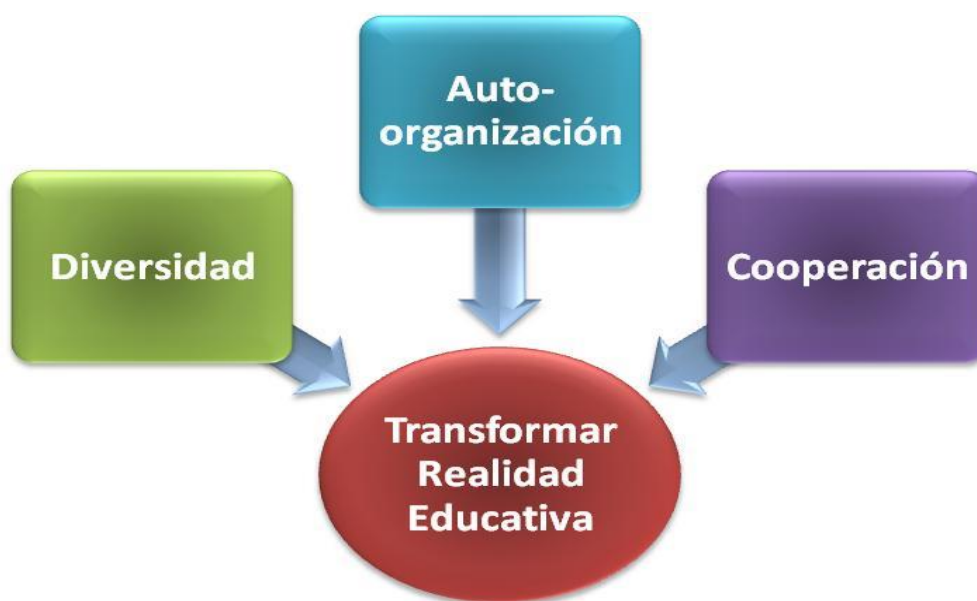 Auto-
organización
Diversidad
Cooperación
Transformar
Realidad
Educativa